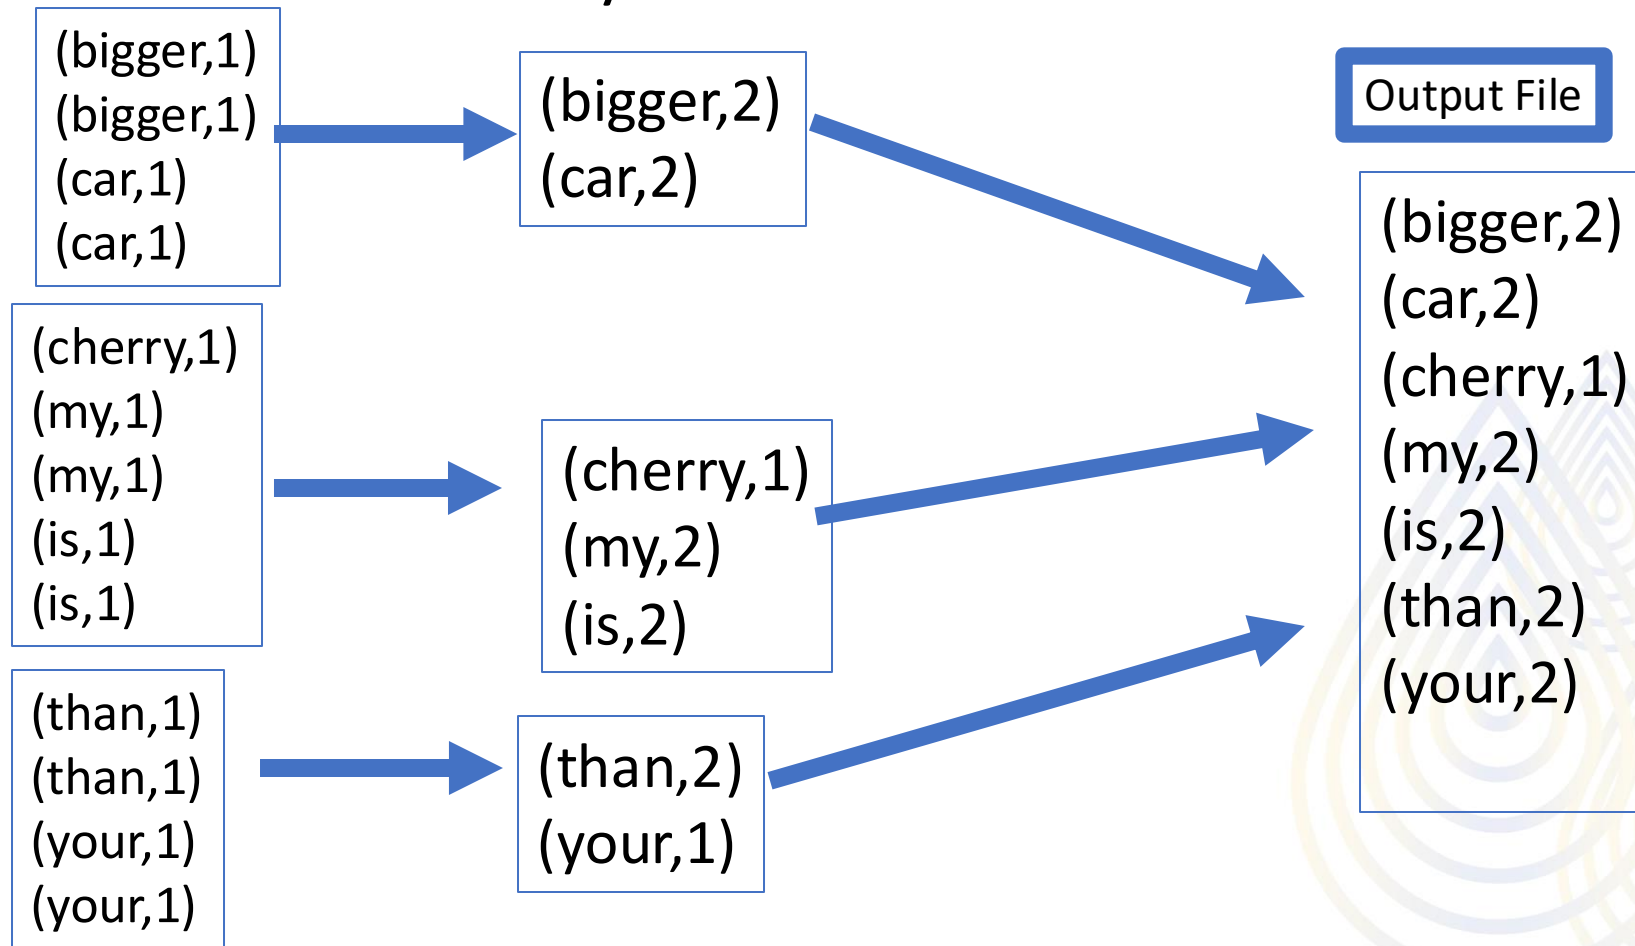 (bigger,1)
(bigger,1)
(car,1)
(car,1)
(cherry,1)
(my,1)
(my,1)
(is,1)
(is,1)
(than,1)
(than,1)
(your,1)
(your,1)
(bigger,2)
(car,2)
(cherry,1)
(my,2)
(is,2)
(than,2)
(your,1)
Output File
(bigger,2)
(car,2)
(cherry,1)
(my,2)
(is,2)
(than,2)
(your,2)